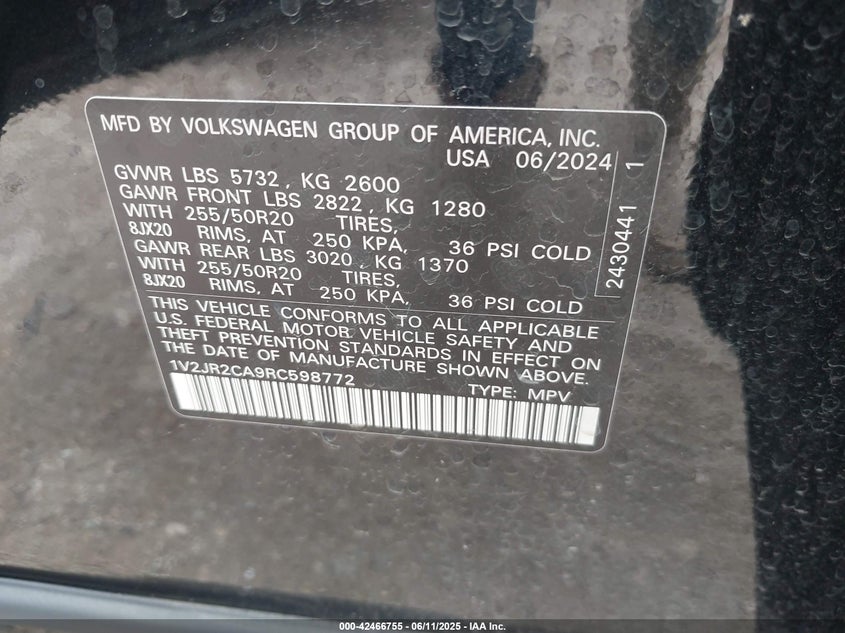 MFD BY VOLKSWAGEN GROUP OF AMERICA, INC.
USA 06/2024
GVWR LBS 5732, KG 2600
GAWR FRONT LBS 2822, KG 1280
WITH 255/50R20 TIRES,
8JX20 RIMS, AT 250 KPA, 36 PSI COLD
GAWR REAR LBS 3020, KG 1370
WITH 255/50R20 TIRES,
8JX20 RIMS, AT 250 KPA, 36 PSI COLD
2430441 1
THIS VEHICLE CONFORMS TO ALL APPLICABLE
U.S. FEDERAL MOTOR VEHICLE SAFETY AND
THEFT PREVENTION STANDARDS IN EFFECT ON
THE DATE OF MANUFACTURE SHOWN ABOVE.
1V2JR2CA9RC598772 TYPE: MPV
000-42466755 - 06/11/2025 - IAA Inc.